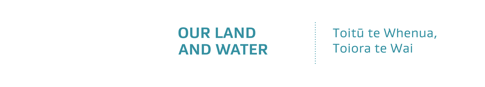 OUR LAND
AND WATER
Toitū te Whenua,
Toiora te Wai